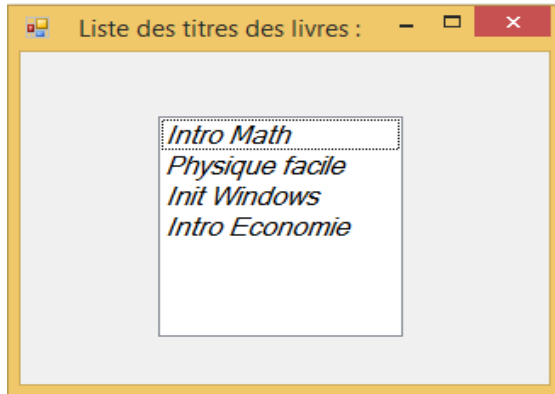 Liste des titres des livres :
Intro Math
Physique facile
Init Windows
Intro Economie